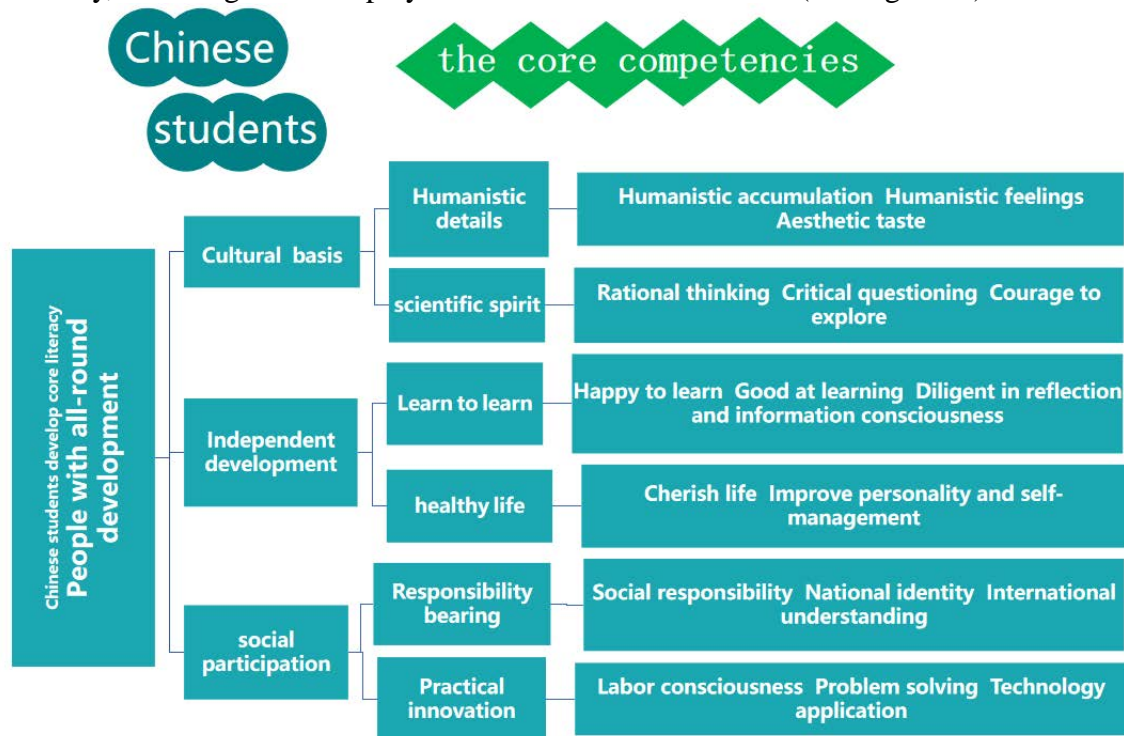 Chinese
students
the core competencies
Chinese students develop core literacy
People with all-round
development
Cultural basis
Humanistic
details
Humanistic accumulation Humanistic feelings
Aesthetic taste
scientific spirit
Rational thinking Critical questioning Courage to
explore
Independent
development
Learn to learn
Happy to learn Good at learning Diligent in reflection
and information consciousness
healthy life
Cherish life Improve personality and self-
management
social
participation
Responsibility
bearing
Social responsibility National identity International
understanding
Practical
innovation
Labor consciousness Problem solving Technology
application